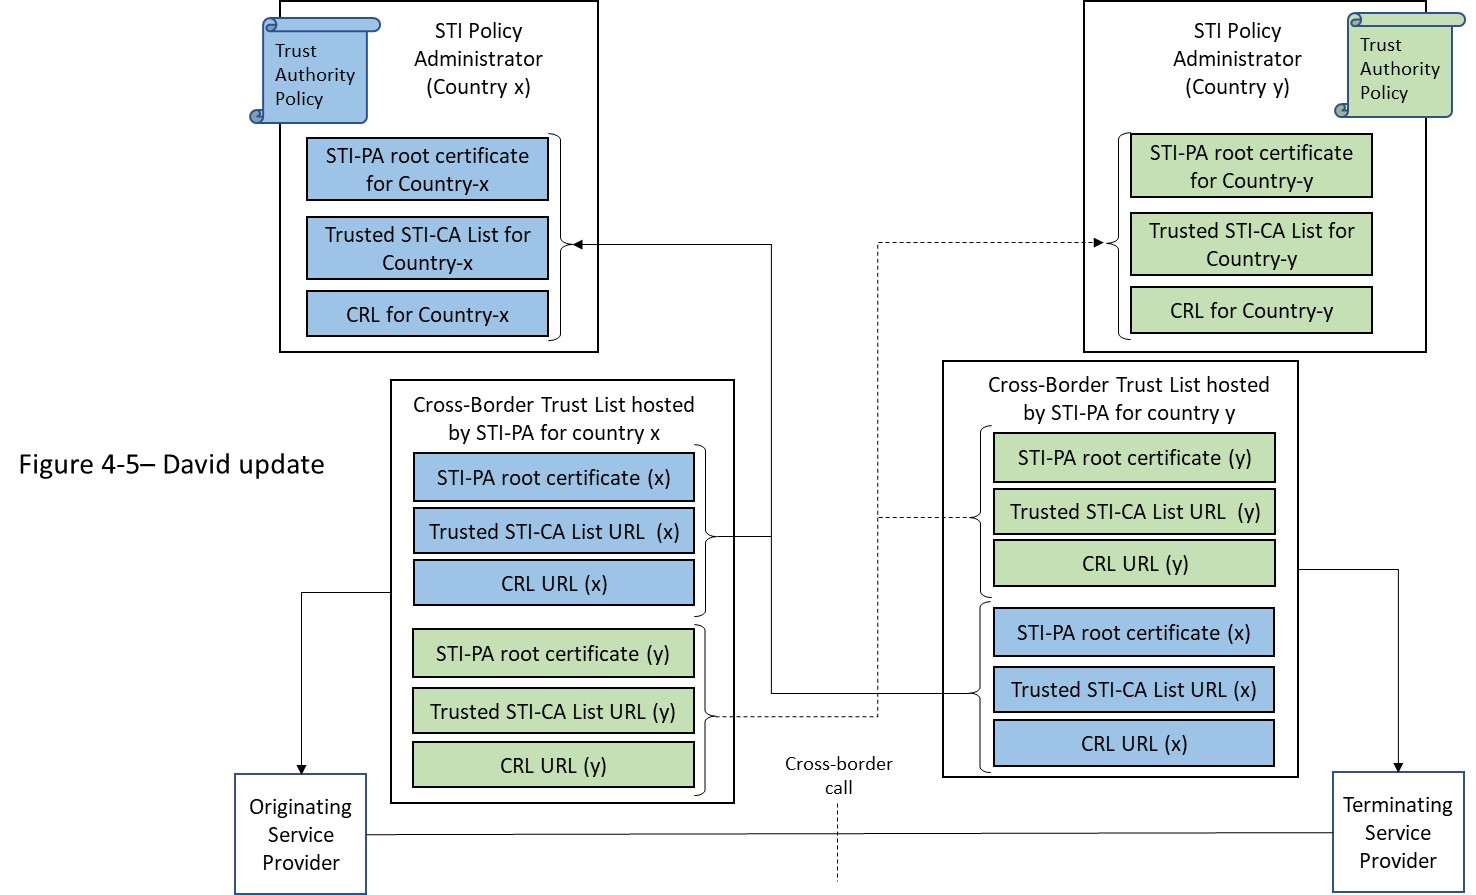 Trust
Authority
Policy
STI Policy
Administrator
(Country x)
STI-PA root certificate
for Country-x
Trusted STI-CA List for
Country-x
CRL for Country-x
STI Policy
Administrator
(Country y)
Trust
Authority
Policy
STI-PA root certificate
for Country-y
Trusted STI-CA List for
Country-y
CRL for Country-y
Figure 4-5– David update
Cross-Border Trust List hosted
by STI-PA for country x
STI-PA root certificate (x)
Trusted STI-CA List URL (x)
CRL URL (x)
STI-PA root certificate (y)
Trusted STI-CA List URL (y)
CRL URL (y)
Cross-Border Trust List hosted
by STI-PA for country y
STI-PA root certificate (y)
Trusted STI-CA List URL (y)
CRL URL (y)
STI-PA root certificate (x)
Trusted STI-CA List URL (x)
CRL URL (x)
Cross-border
call
Originating
Service
Provider
Terminating
Service
Provider